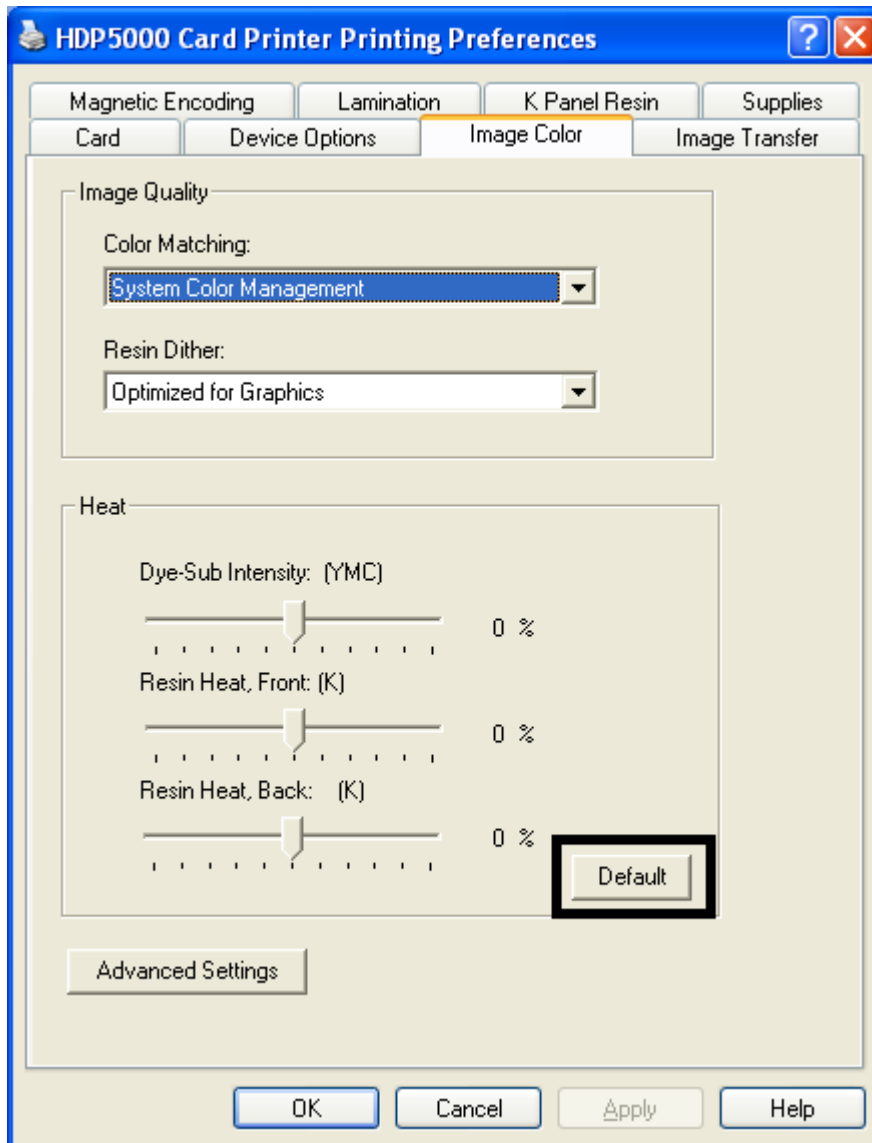 HDP5000 Card Printer Printing Preferences
Magnetic Encoding Lamination K Panel Resin Supplies
Card Device Options Image Color Image Transfer
Image Quality
Color Matching:
System Color Management
Resin Dither:
Optimized for Graphics
Heat
Dye-Sub Intensity: (YMC)
0 %
Resin Heat, Front: (K)
0 %
Resin Heat, Back: (K)
0 %
Default
Advanced Settings
OK Cancel Apply Help